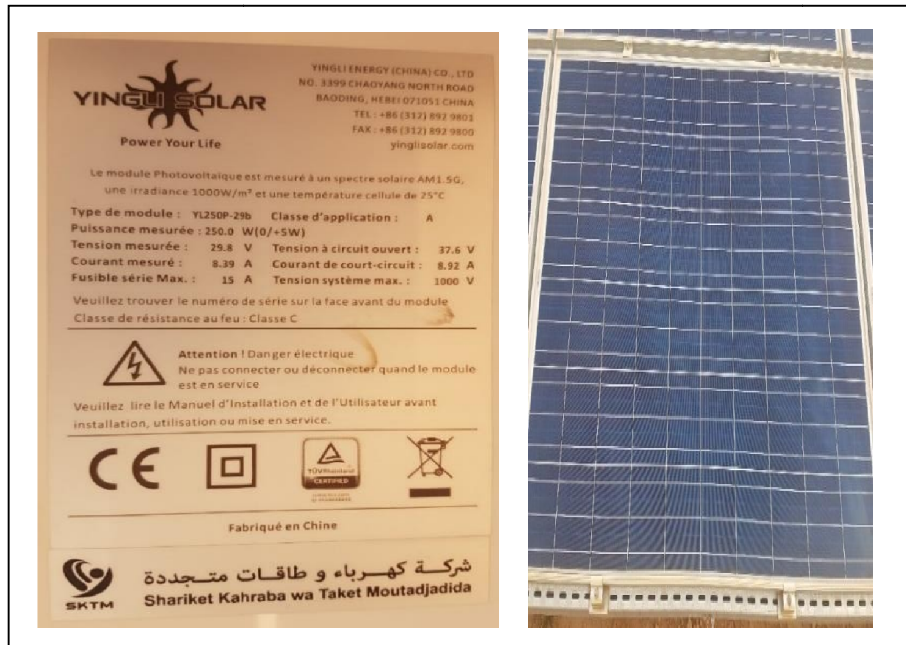 YINGLI SOLAR
Power Your Life
YINGLI ENERGY (CHINA) CO., LTD
NO. 3399 CHAOYANG NORTH ROAD
BAODING, HEBEI 071051 CHINA
TEL : +86 (312) 892 9801
FAX : +86 (312) 892 9800
yinglisolar.com
Le module Photovoltaïque est mesuré à un spectre solaire AM1.5G,
une irradiance 1000W/m² et une température cellule de 25°C
Type de module : YL250P-29b Classe d'application : A
Puissance mesurée : 250.0 W(0/+5W)
Tension mesurée : 29.8 V Tension à circuit ouvert : 37.6 V
Courant mesuré : 8.39 A Courant de court-circuit : 8.92 A
Fusible série Max. : 15 A Tension système max. : 1000 V
Veuillez trouver le numéro de série sur la face avant du module
Classe de résistance au feu : Classe C
Attention ! Danger électrique
Ne pas connecter ou déconnecter quand le module
est en service
Veuillez lire le Manuel d'Installation et de l'Utilisateur avant
installation, utilisation ou mise en service.
CE
TÜVRheinland
CERTIFIED
Fabriqué en Chine
SKTM
شركة كهرباء و طاقات متجددة
Shariket Kahraba wa Taket Moutadjadida